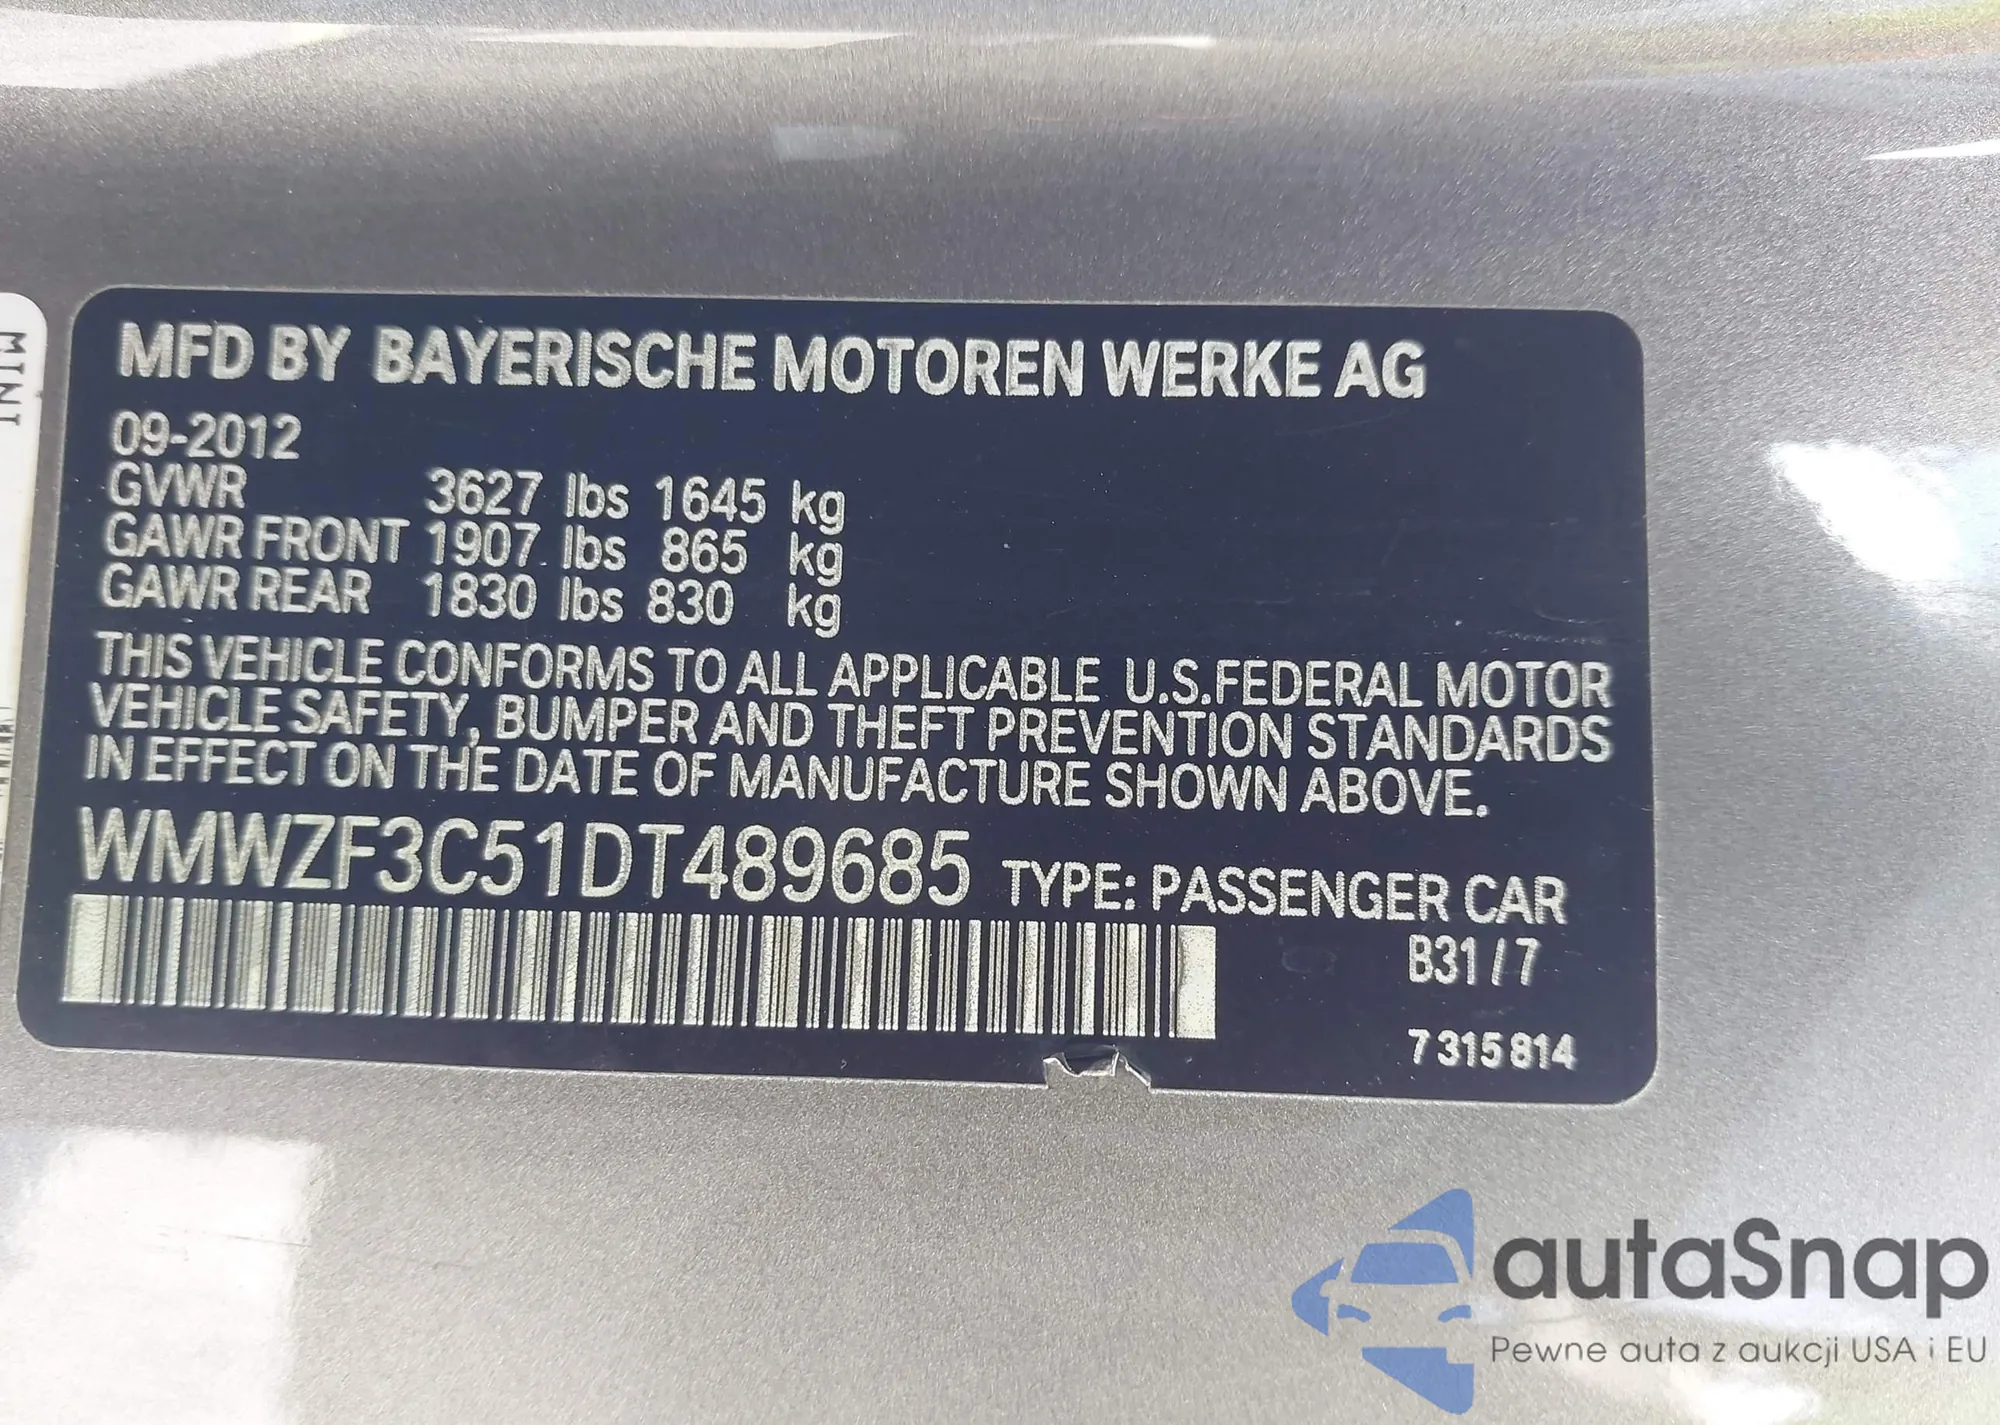 MINI
MFD BY BAYERISCHE MOTOREN WERKE AG
09-2012
GVWR 3627 lbs 1645 kg
GAWR FRONT 1907 lbs 865 kg
GAWR REAR 1830 lbs 830 kg
THIS VEHICLE CONFORMS TO ALL APPLICABLE U.S.FEDERAL MOTOR
VEHICLE SAFETY, BUMPER AND THEFT PREVENTION STANDARDS
IN EFFECT ON THE DATE OF MANUFACTURE SHOWN ABOVE.
WMWZF3C51DT489685 TYPE: PASSENGER CAR
B31/7
7 315 814
autaSnap
Pewne auta z aukcji USA i EU